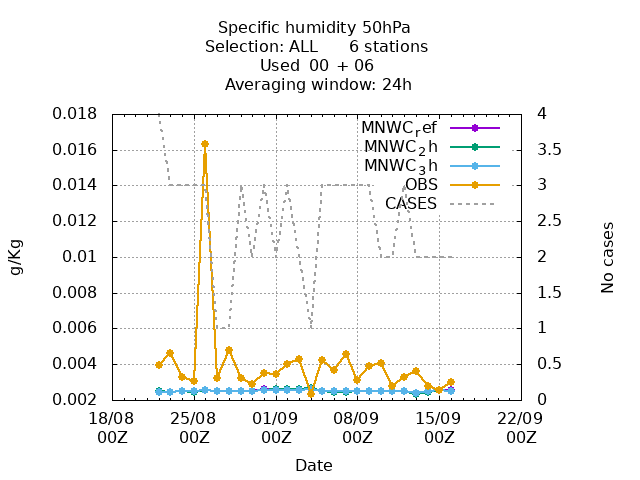 Specific humidity 50hPa
Selection: ALL 6 stations
Used 00 + 06
Averaging window: 24h
0.018
0.016
0.014
0.012
0.01
0.008
0.006
0.004
0.002
g/Kg
4
3.5
3
2.5
2
1.5
1
0.5
0
No cases
MNWCref
MNWC2h
MNWC3h
OBS
CASES
18/08 25/08 01/09 08/09 15/09 22/09
00Z 00Z 00Z 00Z 00Z 00Z
Date